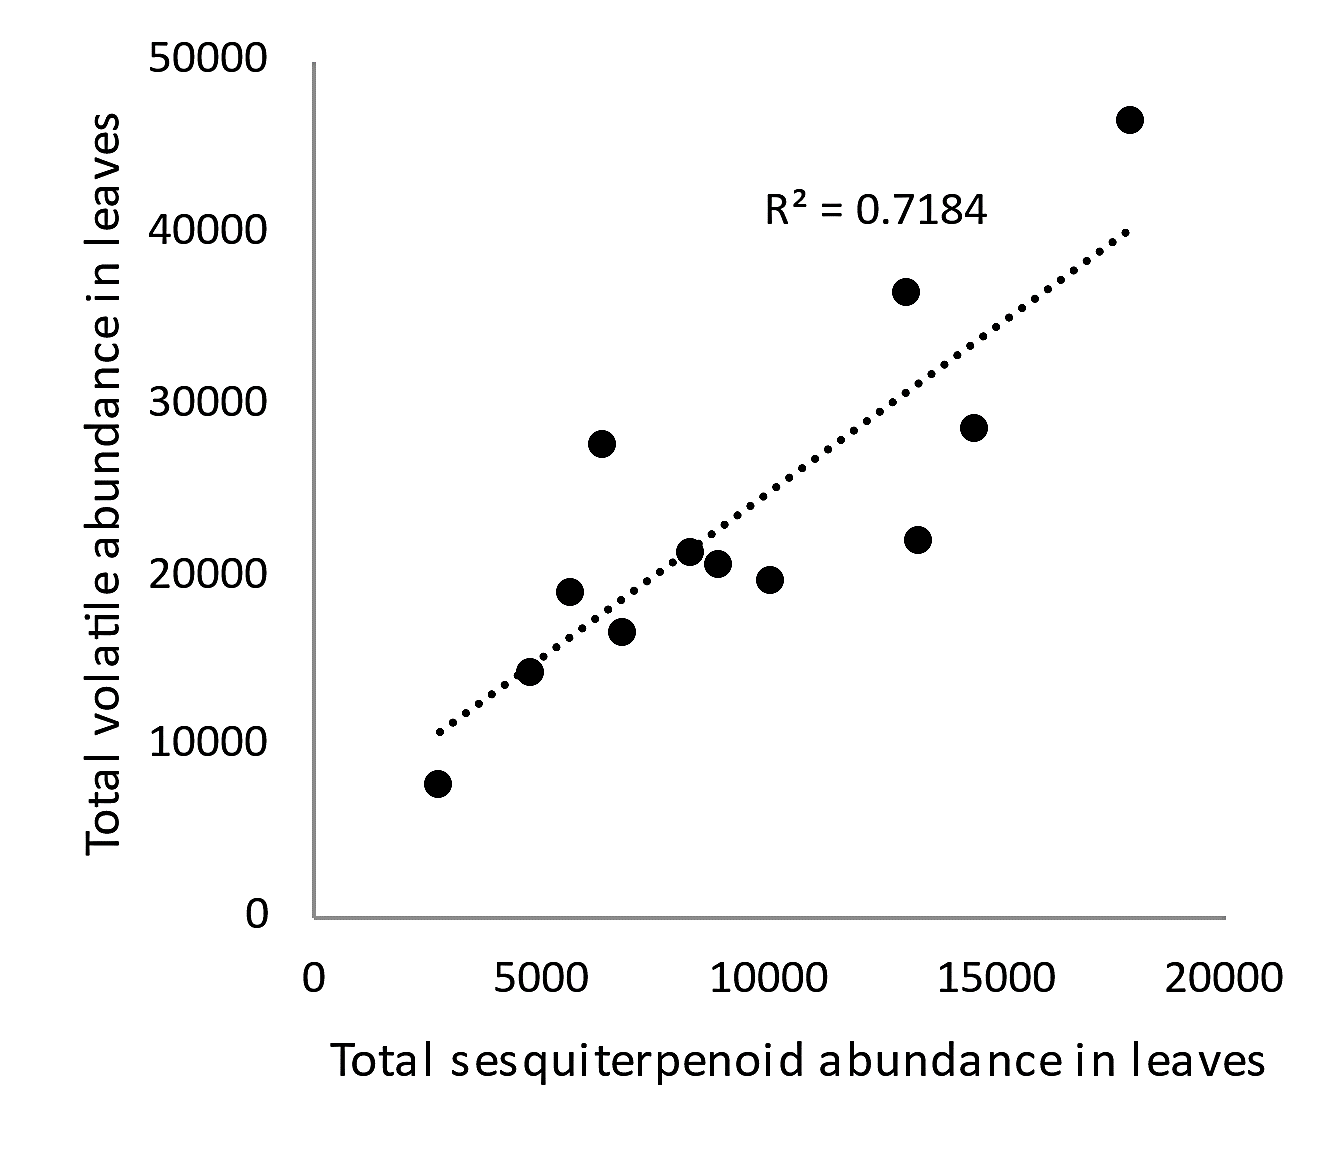 50000
40000
30000
20000
10000
0
Total volatile abundance in leaves
R² = 0.7184
0 5000 10000 15000 20000
Total sesquiterpenoid abundance in leaves